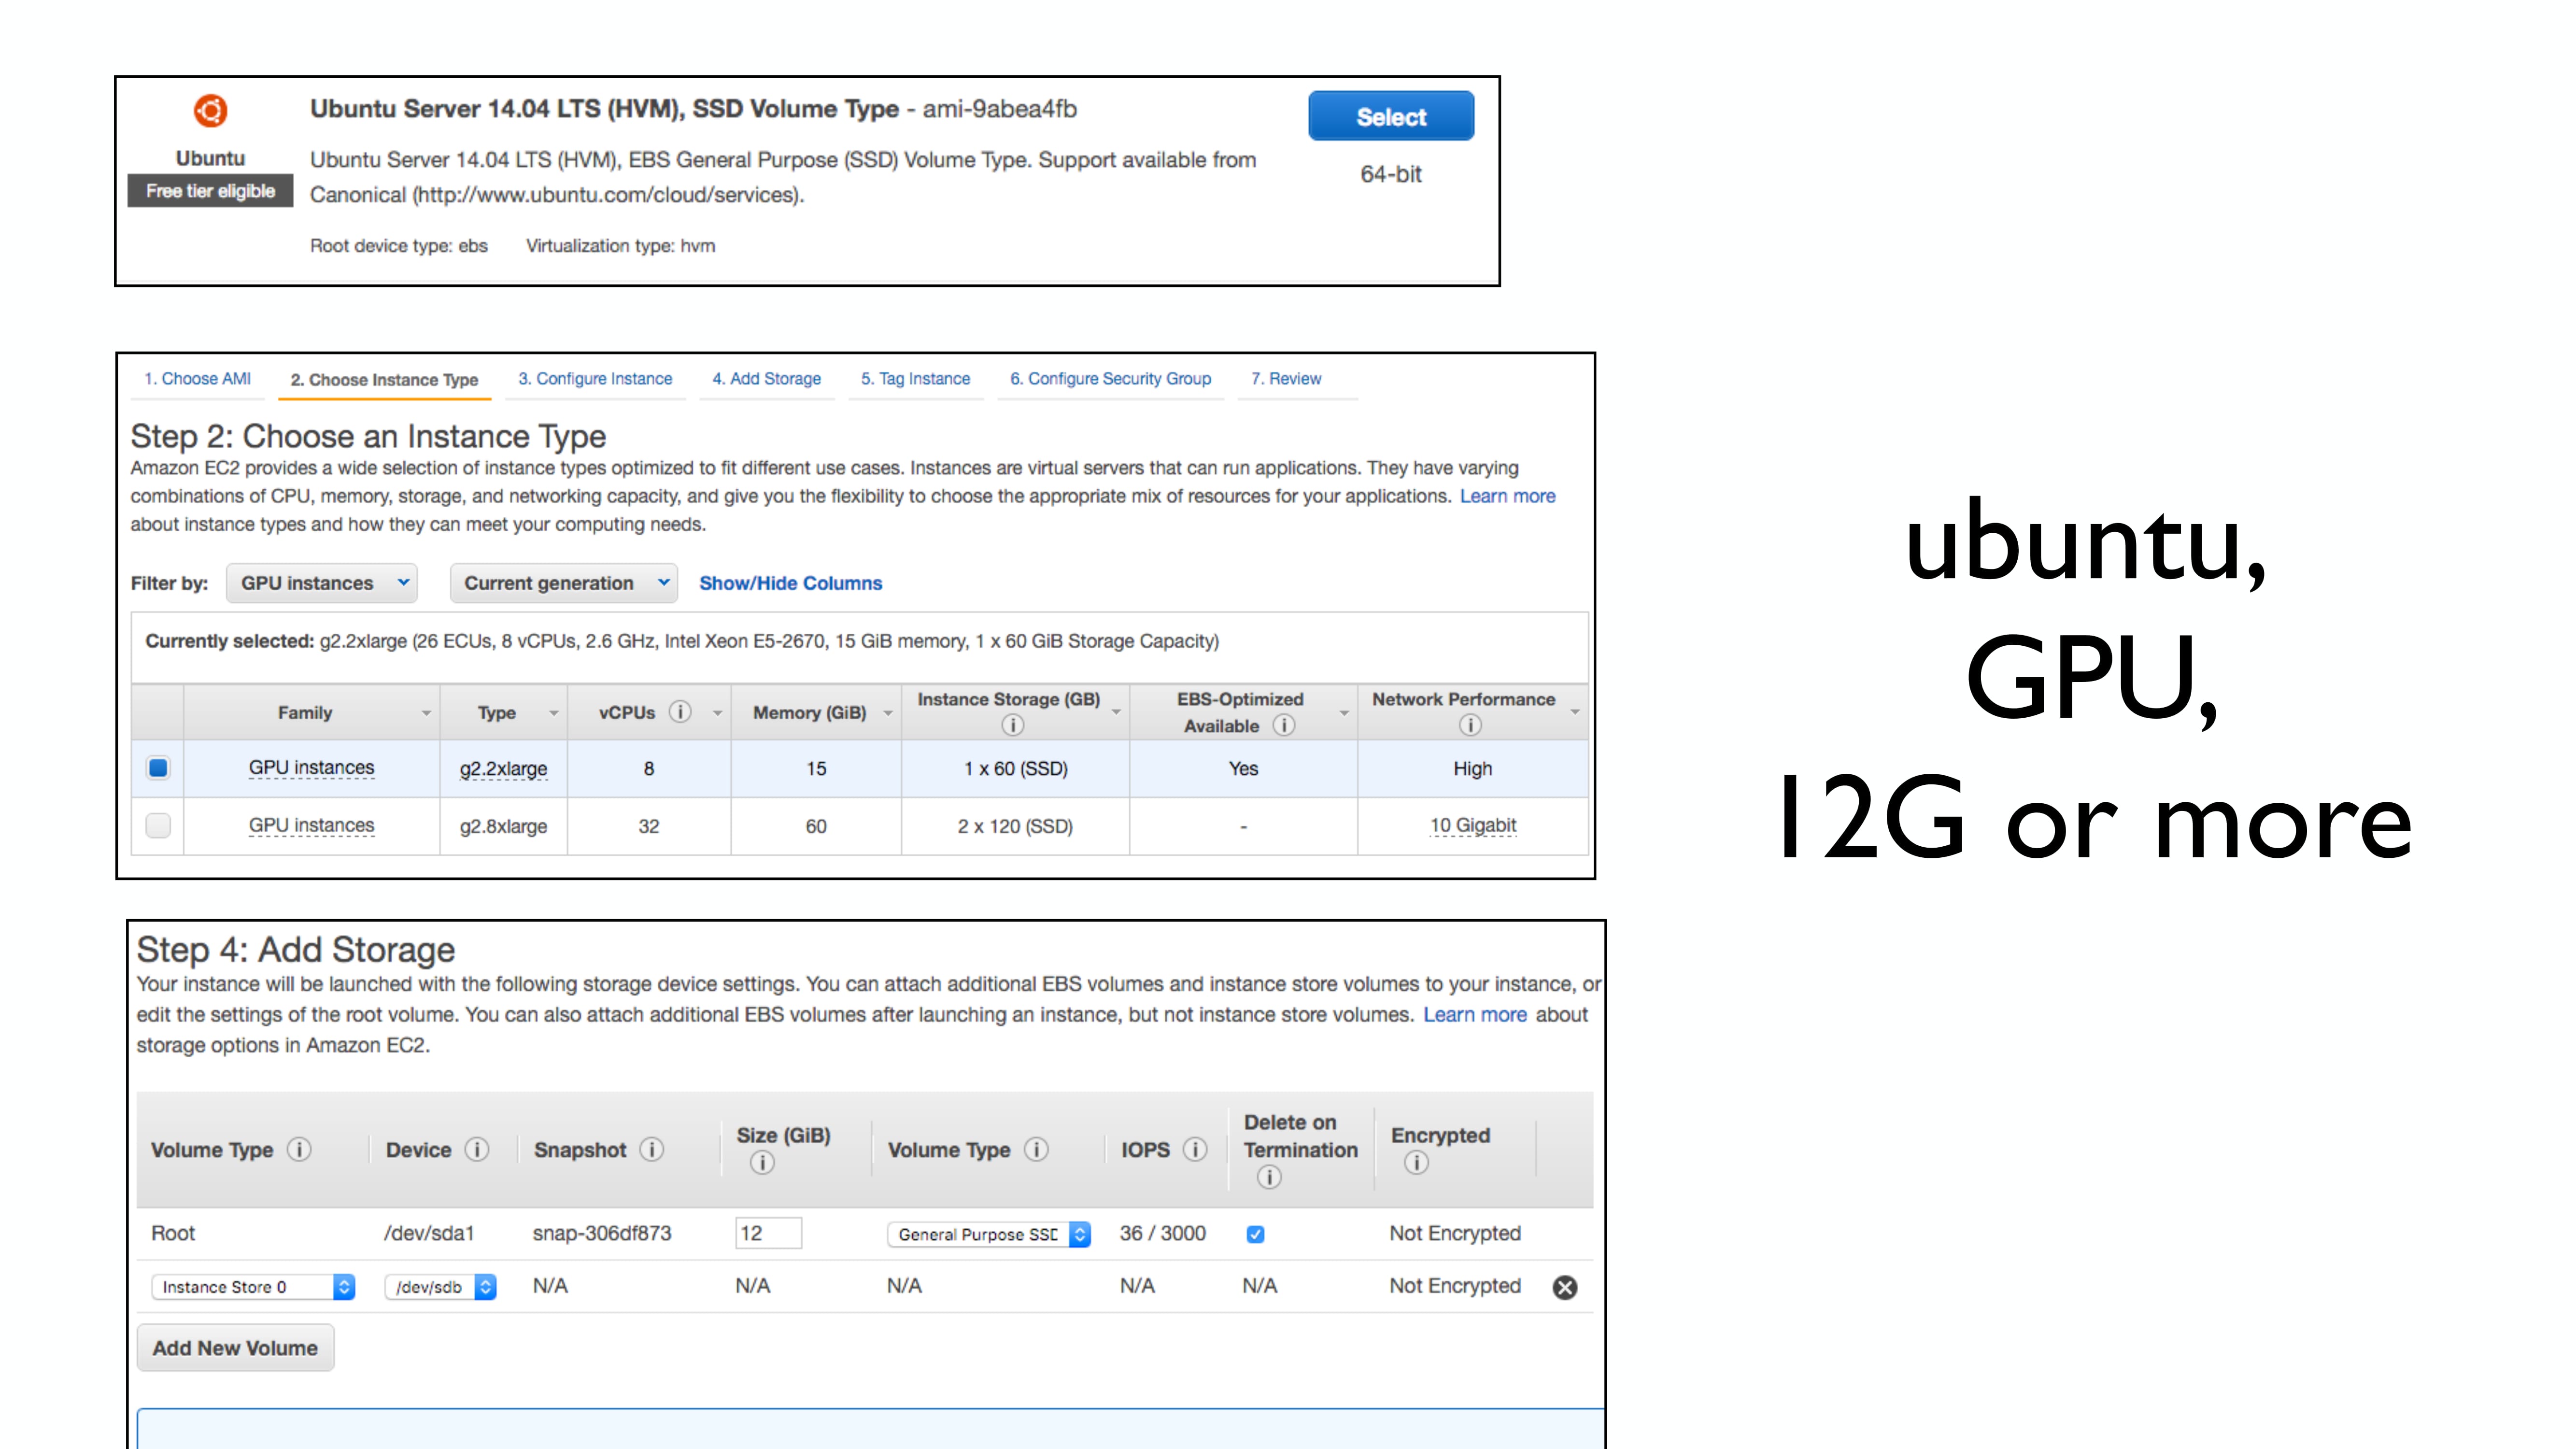 Ubuntu Server 14.04 LTS (HVM), SSD Volume Type - ami-9abea4fb
Select
Ubuntu
Free tier eligible
Ubuntu Server 14.04 LTS (HVM), EBS General Purpose (SSD) Volume Type. Support available from
Canonical (http://www.ubuntu.com/cloud/services).
64-bit
Root device type: ebs Virtualization type: hvm
1. Choose AMI 2. Choose Instance Type 3. Configure Instance 4. Add Storage 5. Tag Instance 6. Configure Security Group 7. Review
Step 2: Choose an Instance Type
Amazon EC2 provides a wide selection of instance types optimized to fit different use cases. Instances are virtual servers that can run applications. They have varying
combinations of CPU, memory, storage, and networking capacity, and give you the flexibility to choose the appropriate mix of resources for your applications. Learn more
about instance types and how they can meet your computing needs.
Filter by: GPU instances Current generation Show/Hide Columns
Currently selected: g2.2xlarge (26 ECUs, 8 vCPUs, 2.6 GHz, Intel Xeon E5-2670, 15 GiB memory, 1 x 60 GiB Storage Capacity)
Family Type vCPUs Memory (GiB) Instance Storage (GB) EBS-Optimized Available Network Performance
GPU instances g2.2xlarge 8 15 1 x 60 (SSD) Yes High
GPU instances g2.8xlarge 32 60 2 x 120 (SSD) - 10 Gigabit
ubuntu,
GPU,
12G or more
Step 4: Add Storage
Your instance will be launched with the following storage device settings. You can attach additional EBS volumes and instance store volumes to your instance, or
edit the settings of the root volume. You can also attach additional EBS volumes after launching an instance, but not instance store volumes. Learn more about
storage options in Amazon EC2.
Volume Type Device Snapshot Size (GiB) Volume Type IOPS Delete on Termination Encrypted
Root /dev/sda1 snap-306df873 12 General Purpose SSD 36 / 3000 Not Encrypted
Instance Store 0 /dev/sdb N/A N/A N/A N/A N/A Not Encrypted
Add New Volume